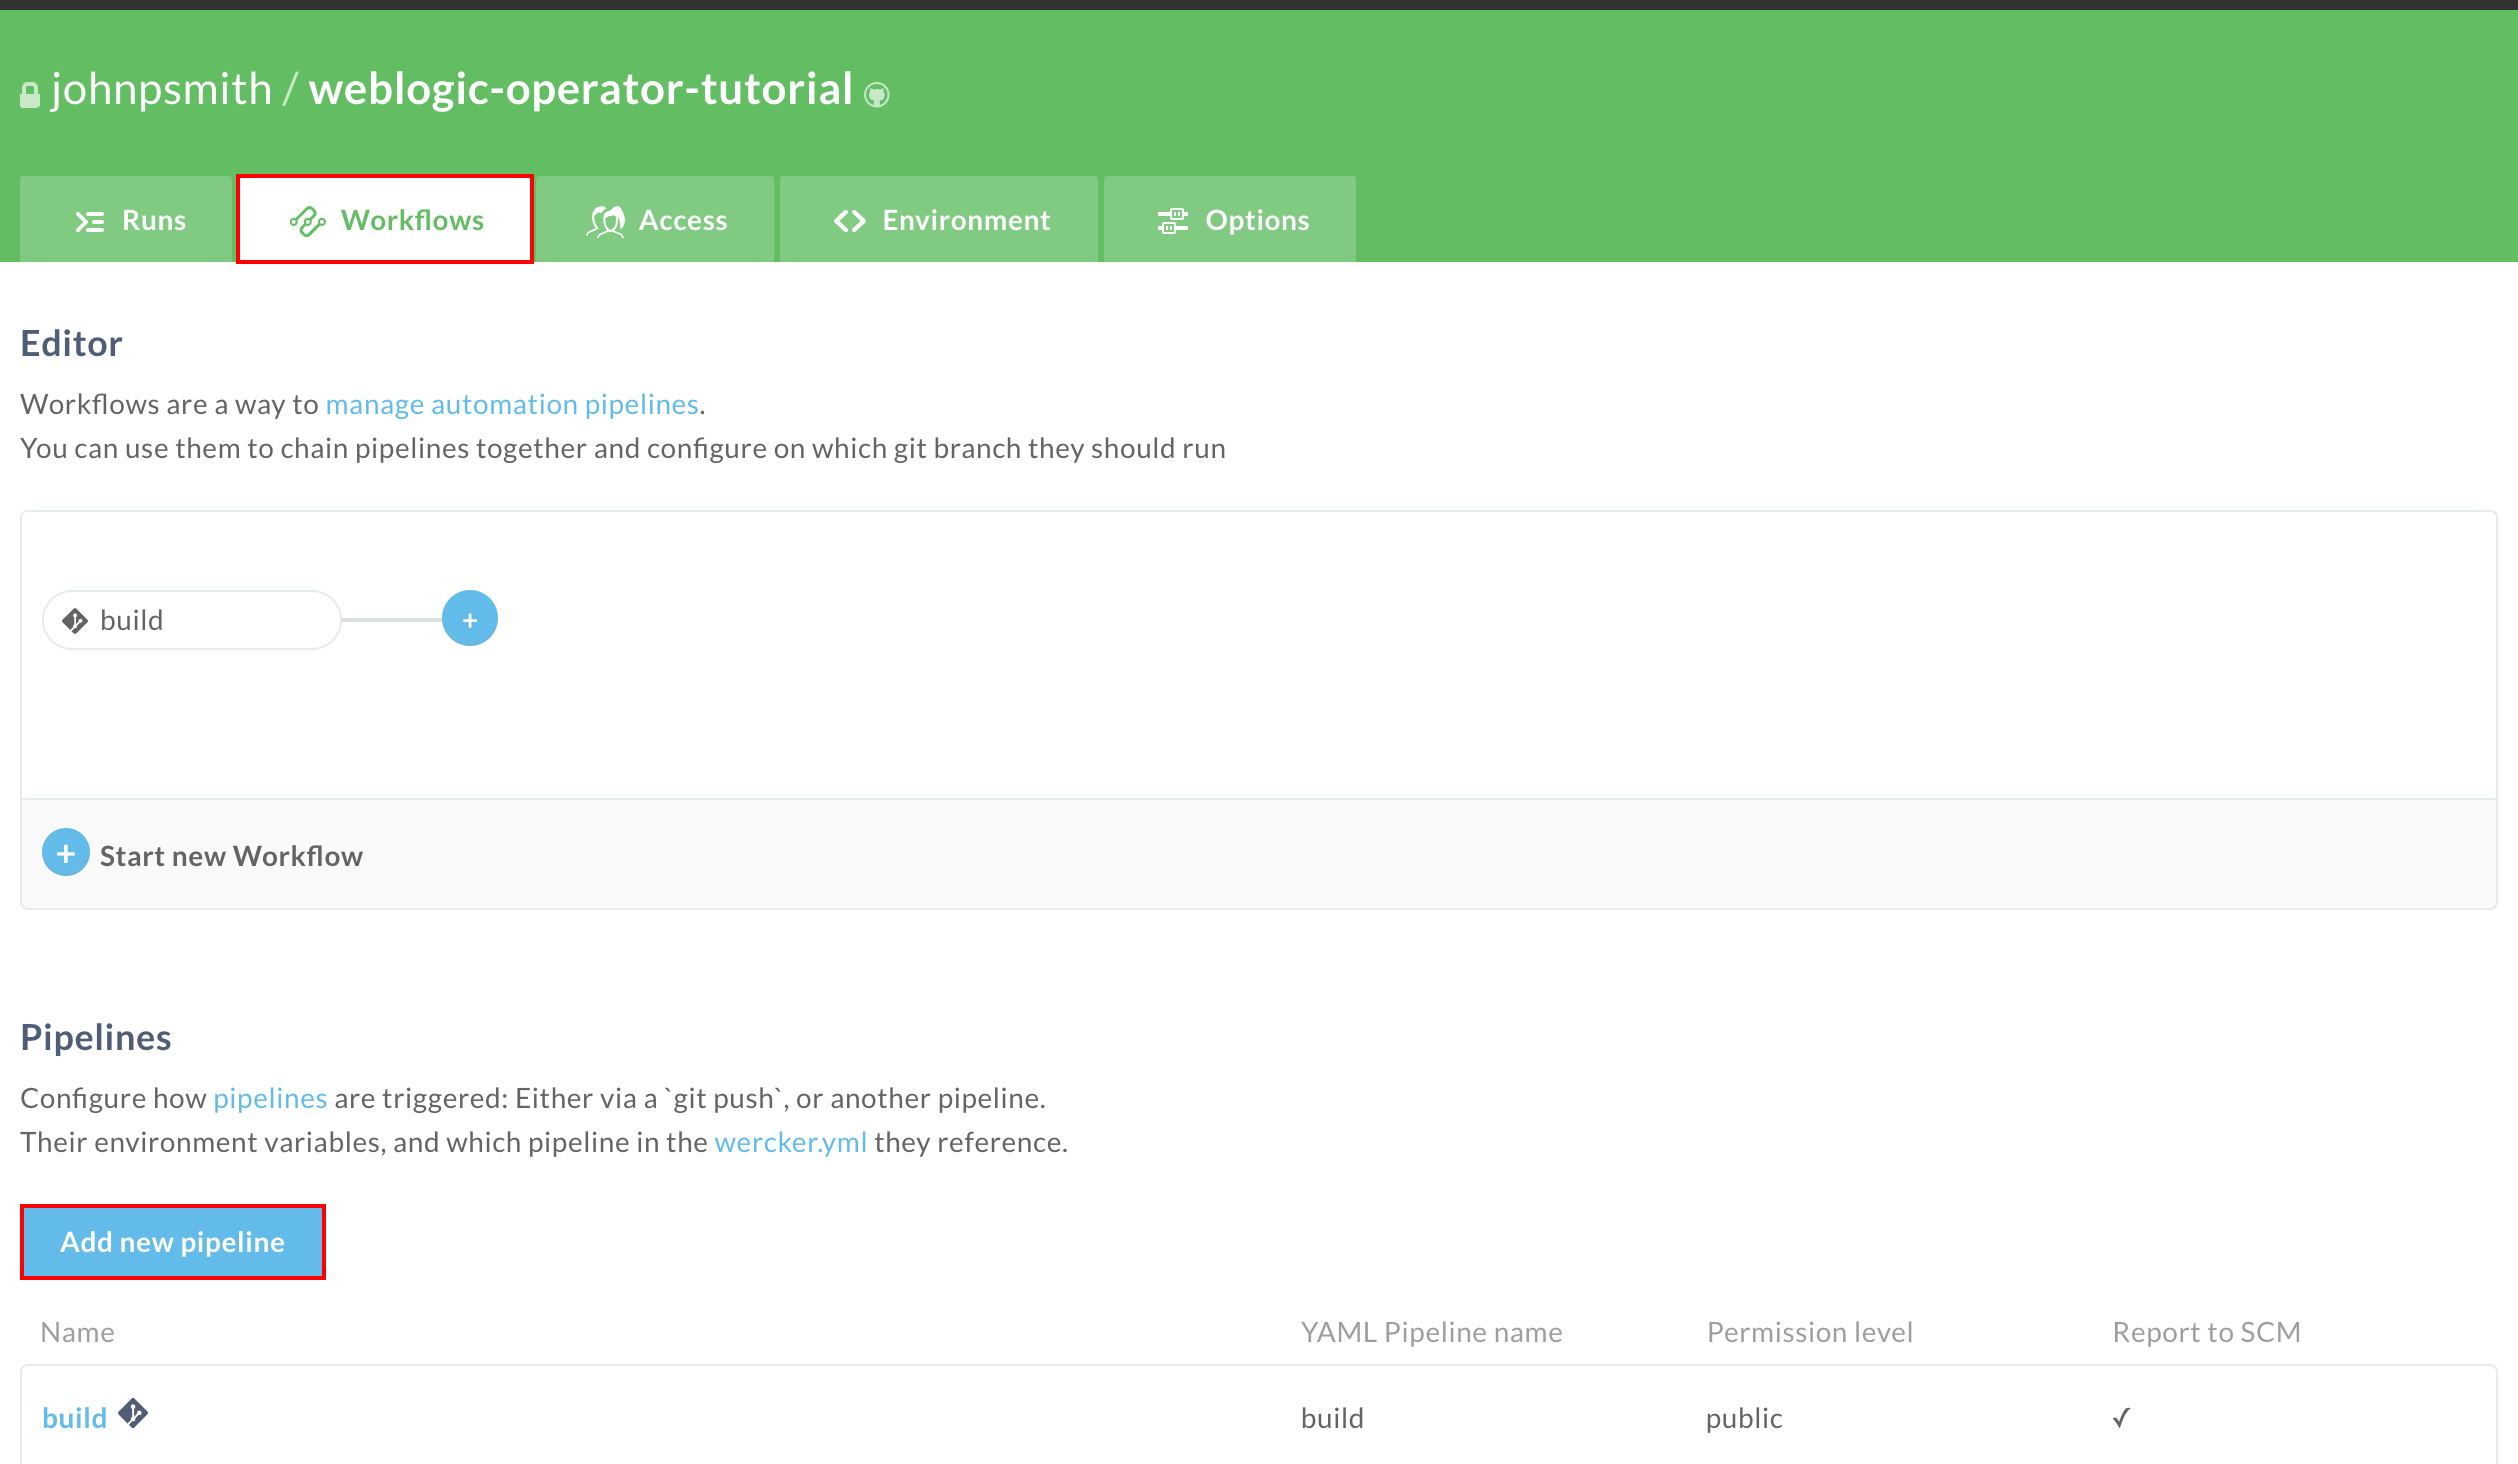 johnpsmith / weblogic-operator-tutorial
Runs Workflows Access Environment Options
Editor
Workflows are a way to manage automation pipelines.
You can use them to chain pipelines together and configure on which git branch they should run
build +
+ Start new Workflow
Pipelines
Configure how pipelines are triggered: Either via a `git push`, or another pipeline.
Their environment variables, and which pipeline in the wercker.yml they reference.
Add new pipeline
Name YAML Pipeline name Permission level Report to SCM
build build public ✓